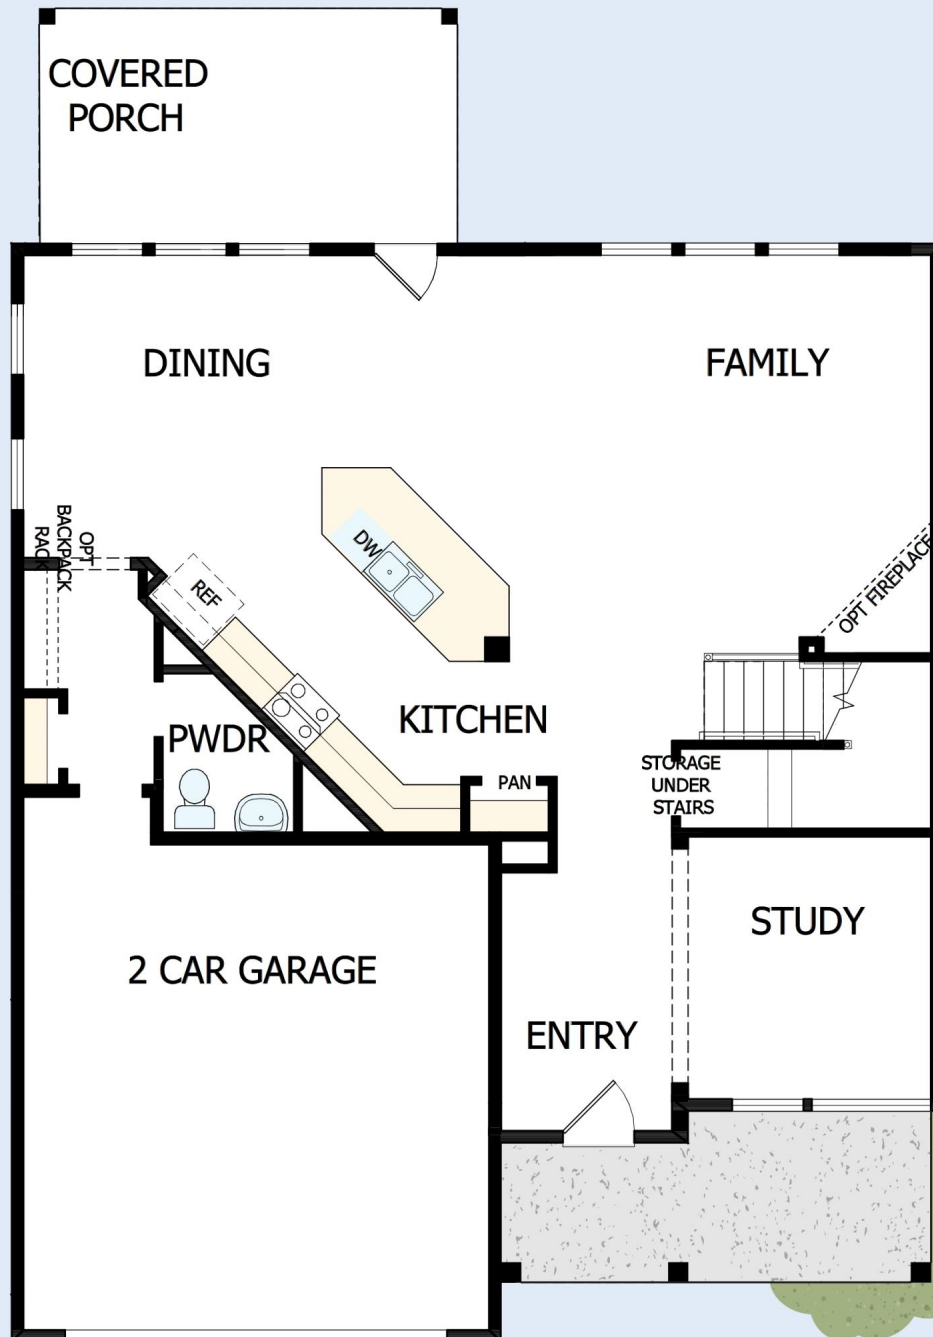 COVERED
PORCH
DINING
FAMILY
OPT
BACKPACK
RACK
DW
REF
OPT FIREPLACE
KITCHEN
PWDR
PAN
STORAGE
UNDER
STAIRS
STUDY
2 CAR GARAGE
ENTRY